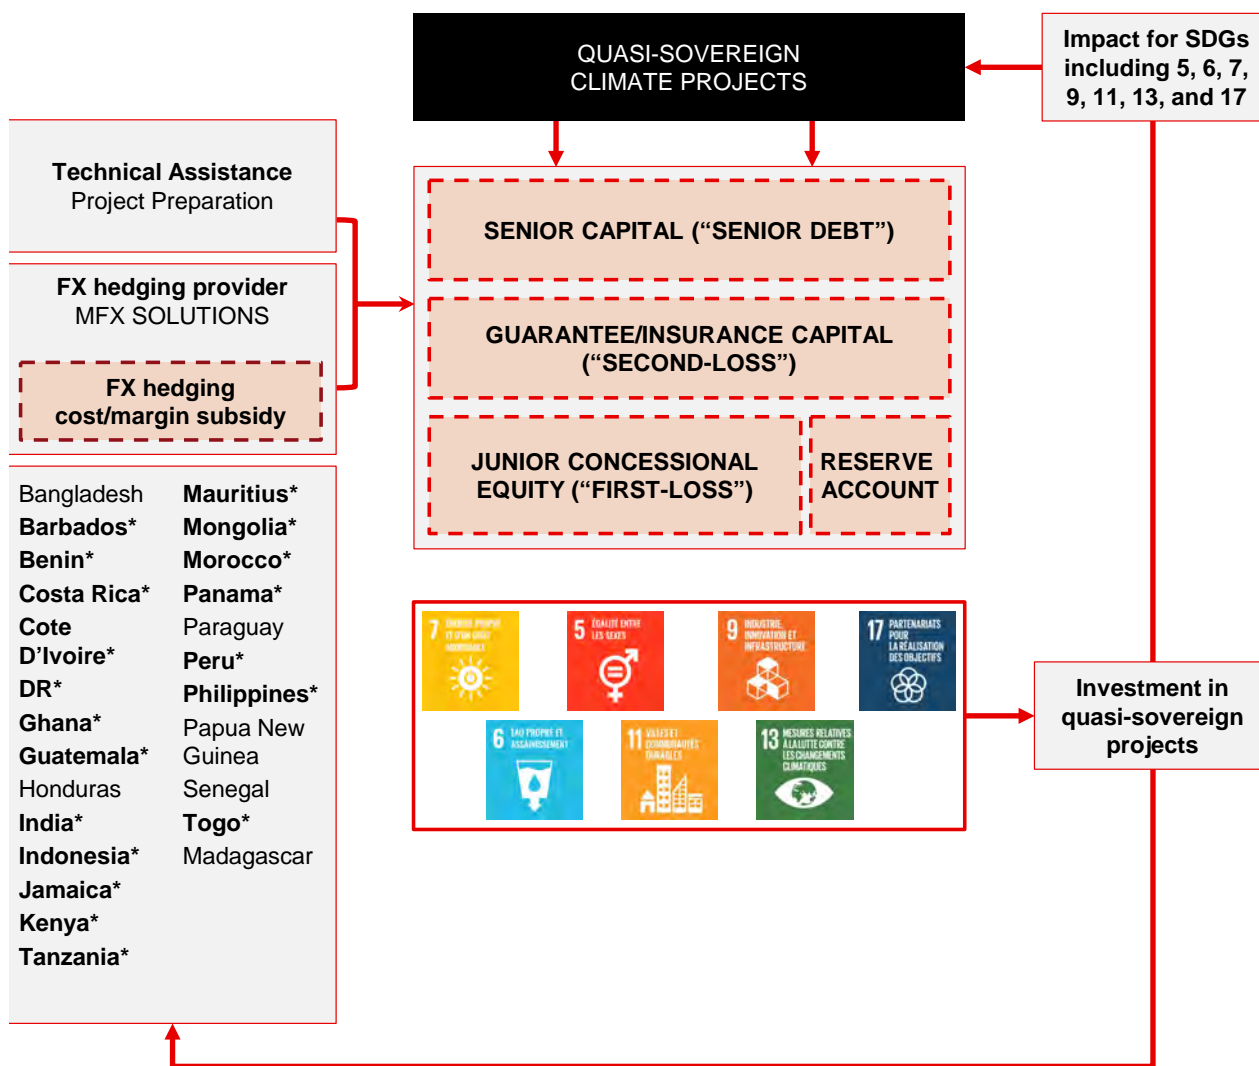 QUASI-SOVEREIGN
CLIMATE PROJECTS
Impact for SDGs
including 5, 6, 7,
9, 11, 13, and 17
Technical Assistance
Project Preparation
FX hedging provider
MFX SOLUTIONS
FX hedging
cost/margin subsidy
SENIOR CAPITAL (“SENIOR DEBT”)
GUARANTEE/INSURANCE CAPITAL
(“SECOND-LOSS”)
JUNIOR CONCESSIONAL
EQUITY (“FIRST-LOSS”)
RESERVE
ACCOUNT
Bangladesh
Barbados*
Benin*
Costa Rica*
Cote
D’Ivoire*
DR*
Ghana*
Guatemala*
Honduras
India*
Indonesia*
Jamaica*
Kenya*
Tanzania*
Mauritius*
Mongolia*
Morocco*
Panama*
Paraguay
Peru*
Philippines*
Papua New
Guinea
Senegal
Togo*
Madagascar
7 ÉNERGIE PROPRE
ET D'UN COÛT
ABORDABLE
5 ÉGALITÉ ENTRE
LES SEXES
9 INDUSTRIE,
INNOVATION ET
INFRASTRUCTURE
17 PARTENARIATS
POUR
LA RÉALISATION
DES OBJECTIFS
6 EAU PROPRE ET
ASSAINISSEMENT
11 VILLES ET
COMMUNAUTÉS
DURABLES
13 MESURES RELATIVES
À LA LUTTE CONTRE
LES CHANGEMENTS
CLIMATIQUES
Investment in
quasi-sovereign
projects